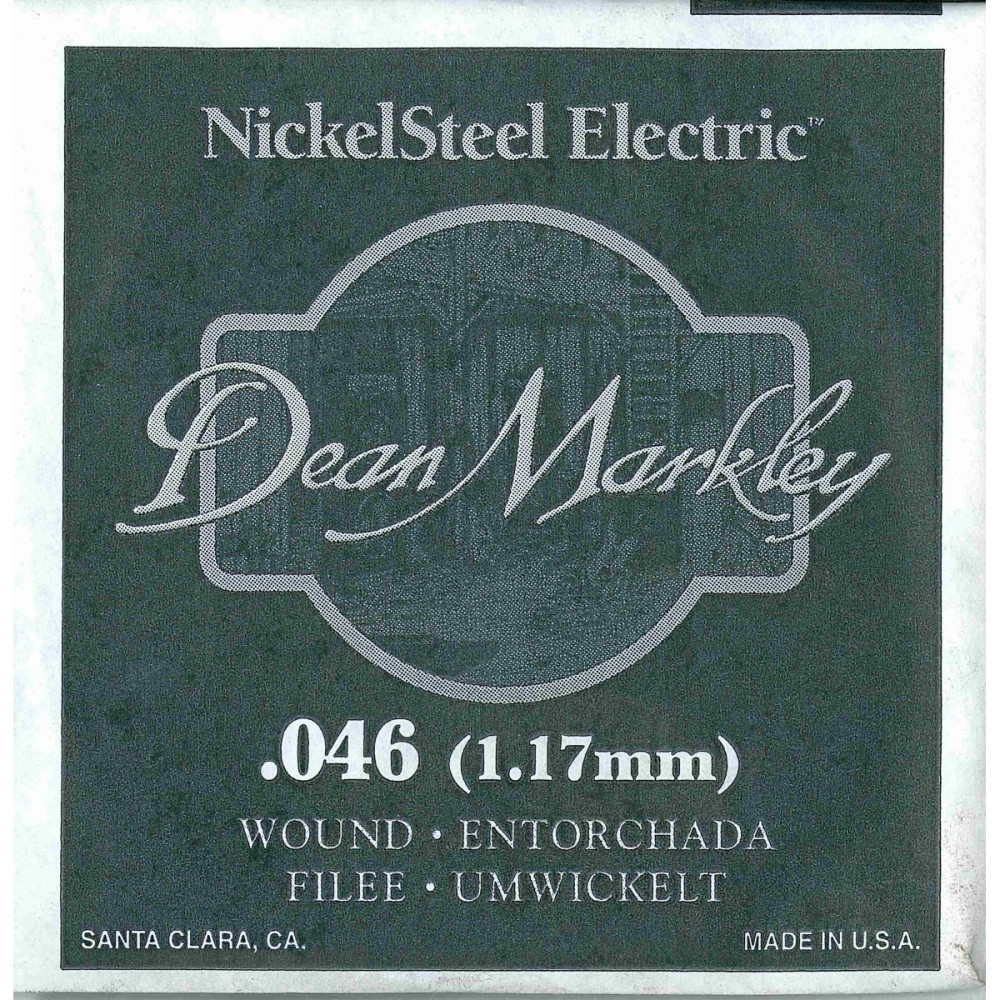 NickelSteel Electric™
Dean Markley
.046 (1.17mm)
WOUND · ENTORCHADA
FILEE · UMWICKELT
SANTA CLARA, CA. MADE IN U.S.A.